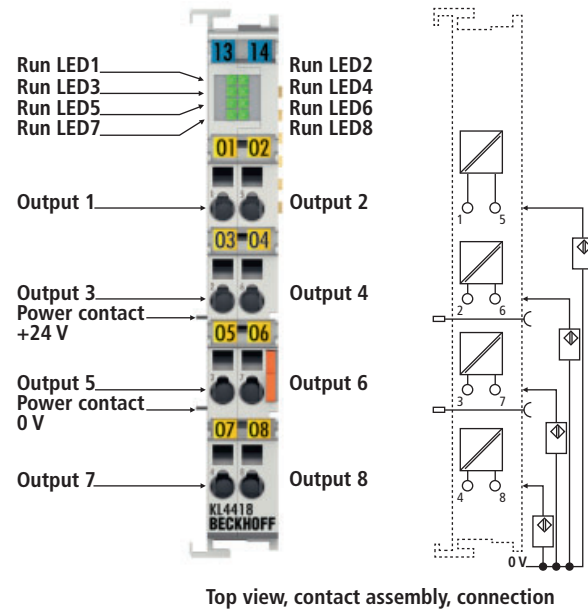 13 14
Run LED1
Run LED2
Run LED3
Run LED4
Run LED5
Run LED6
Run LED7
Run LED8
01 02
Output 1
Output 2
1 5
03 04
Output 3
Output 4
2 6
Power contact
+24 V
05 06
Output 5
Output 6
3 7
Power contact
0 V
07 08
Output 7
Output 8
4 8
KL4418
BECKHOFF
0 V
Top view, contact assembly, connection